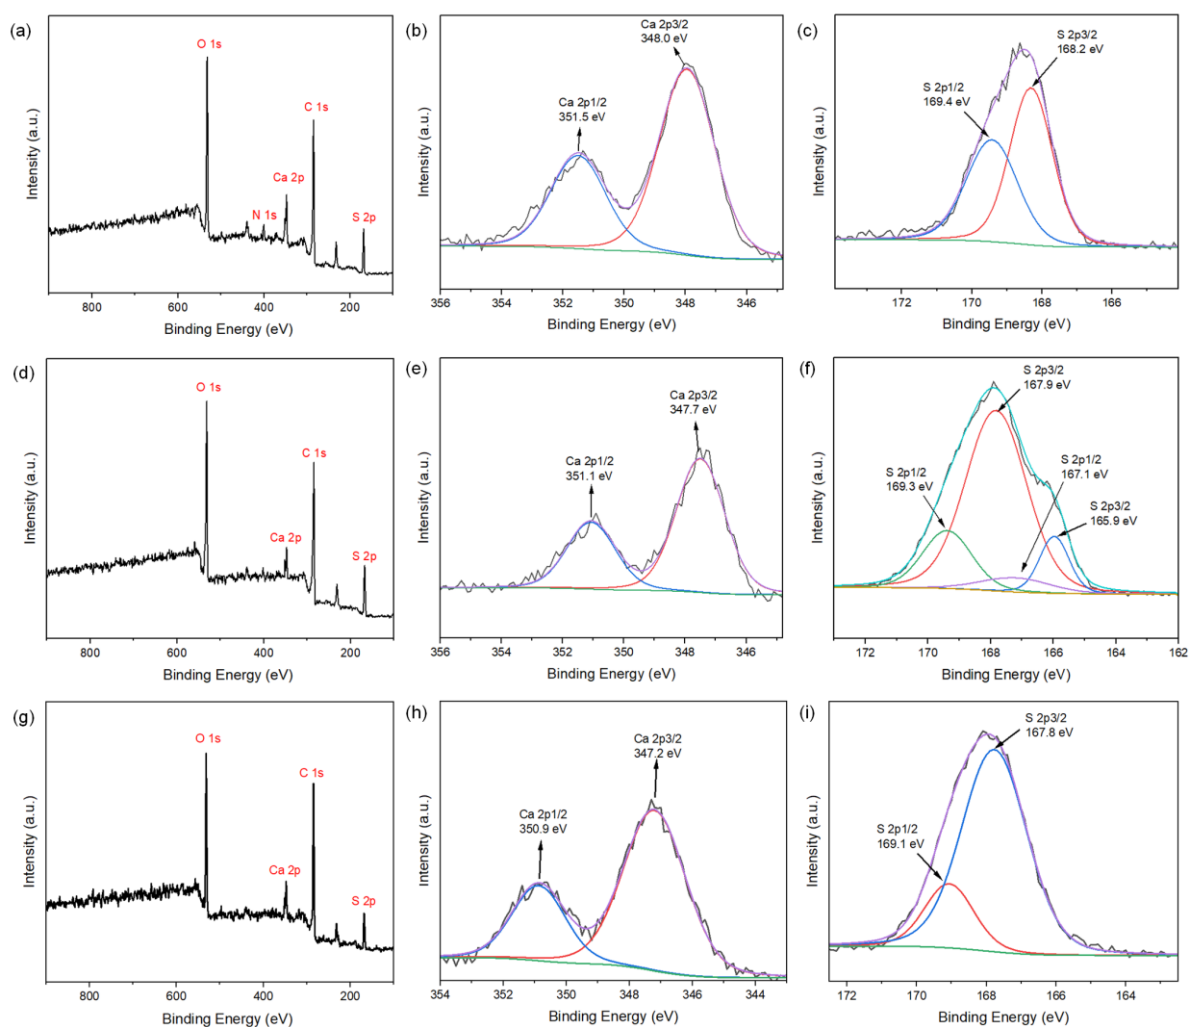 (a)
O 1s
C 1s
Ca 2p
N 1s
S 2p
Intensity (a.u.)
800
600
400
200
Binding Energy (eV)
(b)
Ca 2p3/2
348.0 eV
Ca 2p1/2
351.5 eV
Intensity (a.u.)
356
354
352
350
348
346
Binding Energy (eV)
(c)
S 2p3/2
168.2 eV
S 2p1/2
169.4 eV
Intensity (a.u.)
172
170
168
166
Binding Energy (eV)
(d)
O 1s
C 1s
Ca 2p
S 2p
Intensity (a.u.)
800
600
400
200
Binding Energy (eV)
(e)
Ca 2p3/2
347.7 eV
Ca 2p1/2
351.1 eV
Intensity (a.u.)
356
354
352
350
348
346
Binding Energy (eV)
(f)
S 2p3/2
167.9 eV
S 2p1/2
169.3 eV
S 2p1/2
167.1 eV
S 2p3/2
165.9 eV
Intensity (a.u.)
172
170
168
166
164
162
Binding Energy (eV)
(g)
O 1s
C 1s
Ca 2p
S 2p
Intensity (a.u.)
800
600
400
200
Binding Energy (eV)
(h)
Ca 2p3/2
347.2 eV
Ca 2p1/2
350.9 eV
Intensity (a.u.)
354
352
350
348
346
344
Binding Energy (eV)
(i)
S 2p3/2
167.8 eV
S 2p1/2
169.1 eV
Intensity (a.u.)
172
170
168
166
164
Binding Energy (eV)